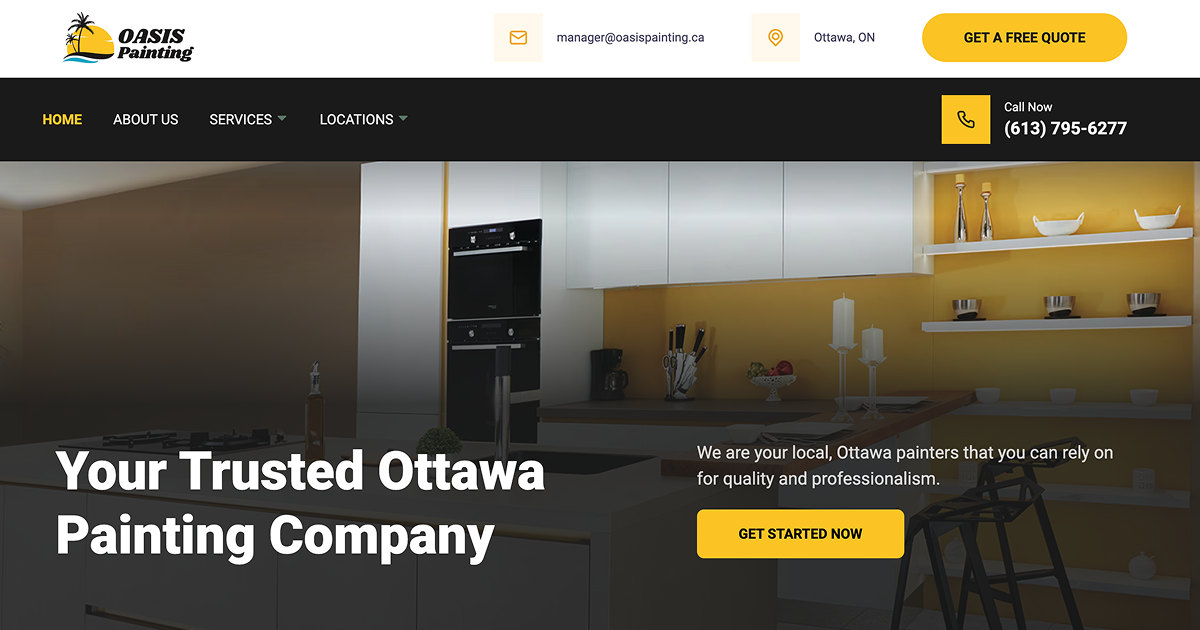 OASIS
Painting
manager@oasispainting.ca
Ottawa, ON
GET A FREE QUOTE
HOME
ABOUT US
SERVICES
LOCATIONS
Call Now
(613) 795-6277
Your Trusted Ottawa
Painting Company
We are your local, Ottawa painters that you can rely on
for quality and professionalism.
GET STARTED NOW